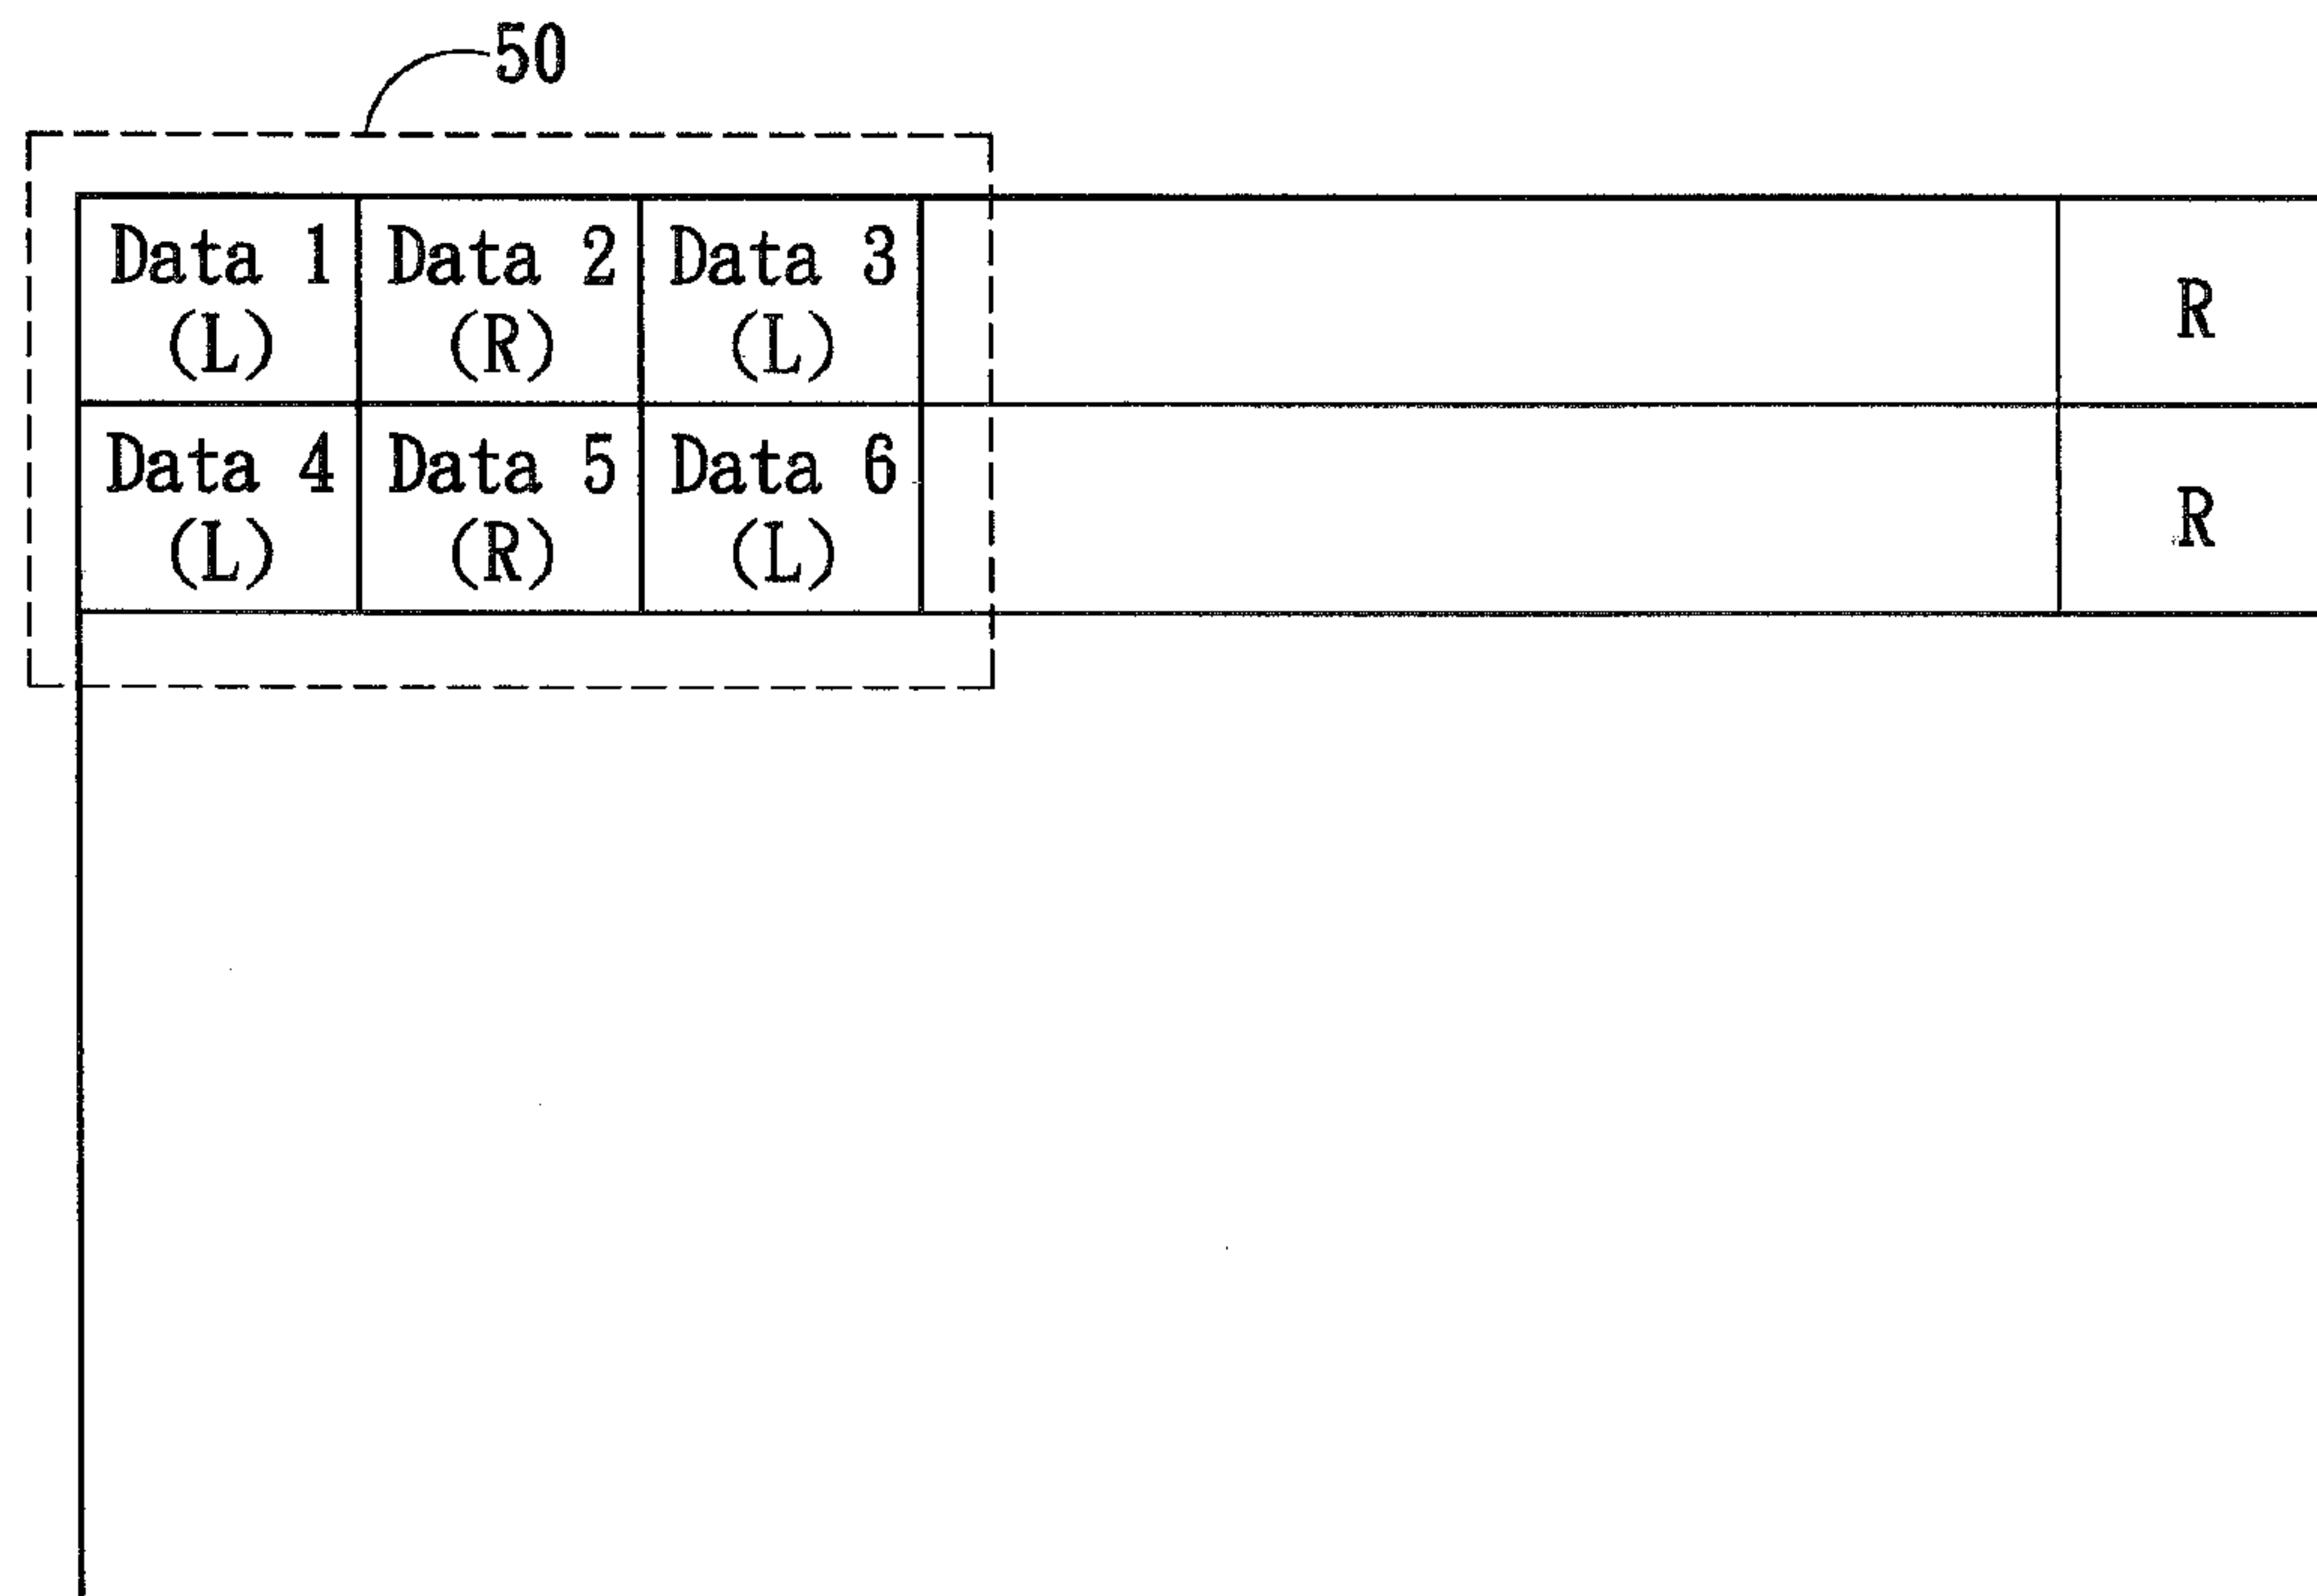 50
Data 1 Data 2 Data 3
(L) (R) (L) R
Data 4 Data 5 Data 6
(L) (R) (L) R